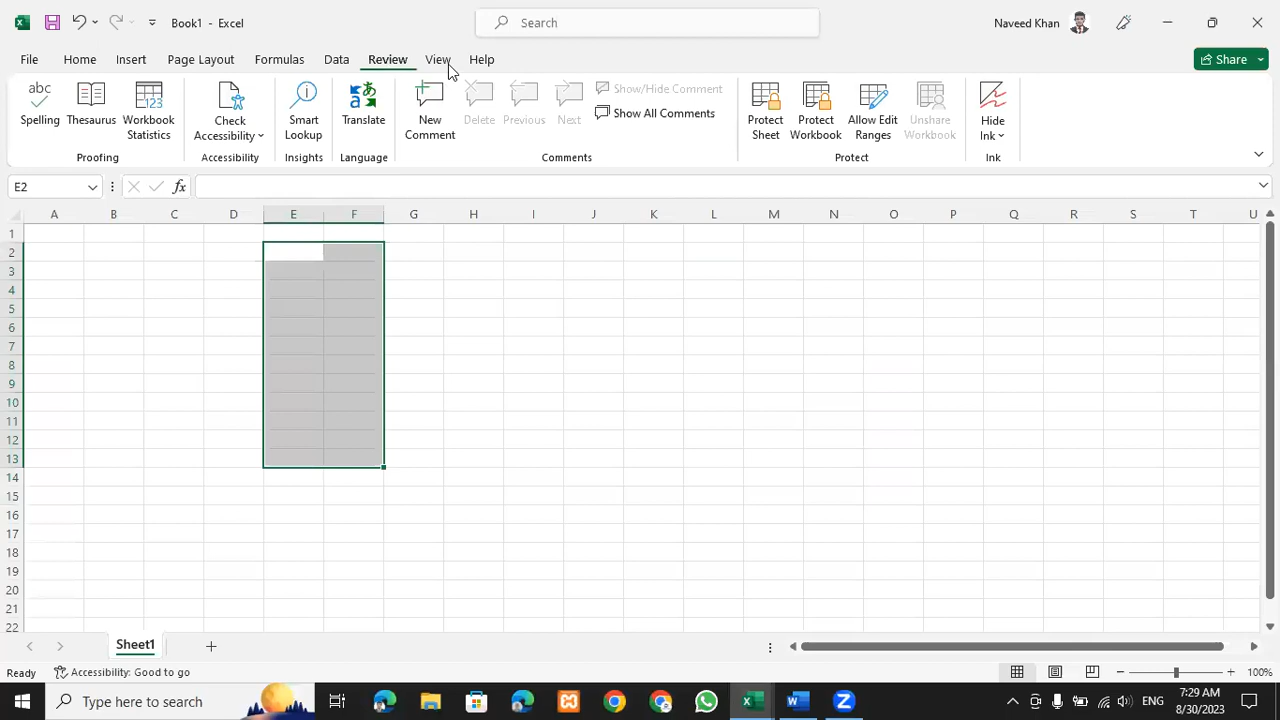 Book1 - Excel
Search
Naveed Khan
File Home Insert Page Layout Formulas Data Review View Help
Share
Spelling
Thesaurus
Workbook Statistics
Proofing
Check Accessibility
Accessibility
Smart Lookup
Insights
Translate
Language
New Comment
Delete
Previous
Next
Show/Hide Comment
Show All Comments
Comments
Protect Sheet
Protect Workbook
Allow Edit Ranges
Unshare Workbook
Protect
Hide Ink
Ink
E2
fx
A B C D E F G H I J K L M N O P Q R S T U
1
2
3
4
5
6
7
8
9
10
11
12
13
14
15
16
17
18
19
20
21
22
Sheet1
Ready
Accessibility: Good to go
100%
Type here to search
ENG
7:29 AM
8/30/2023